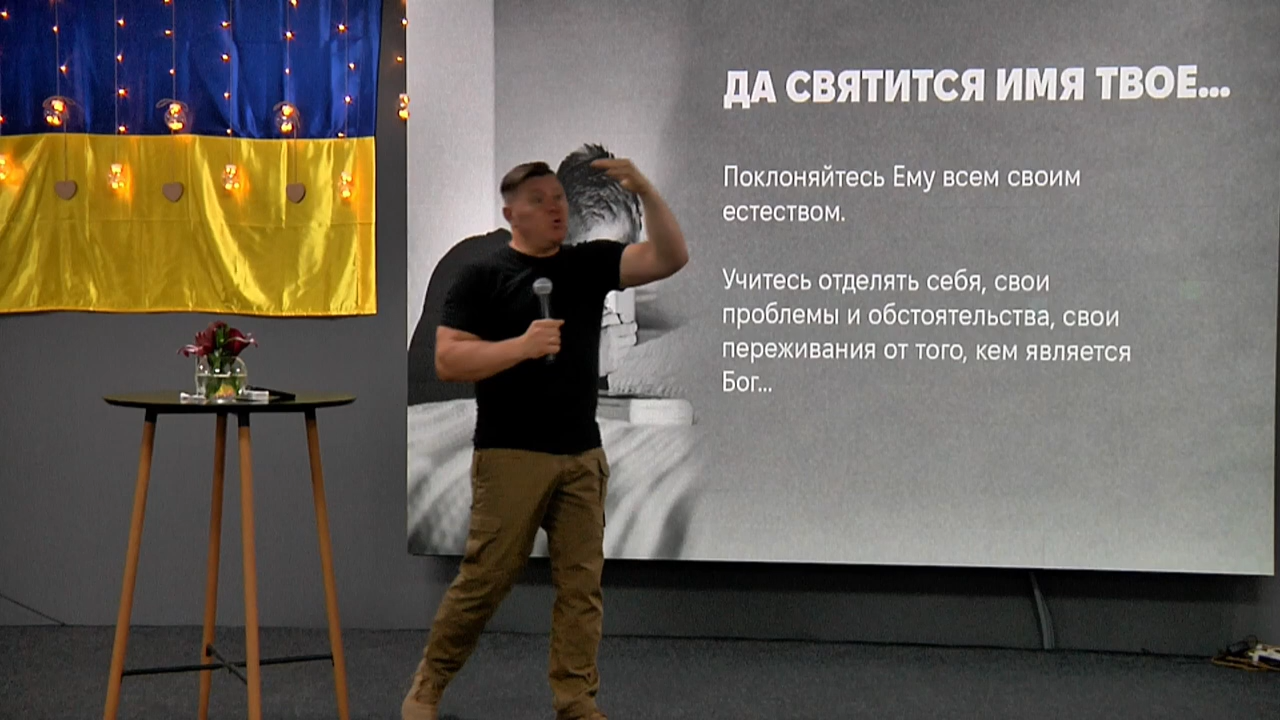 ДА СВЯТИТСЯ ИМЯ ТВОЕ...
Поклоняйтесь Ему всем своим
естеством.
Учитесь отделять себя, свои
проблемы и обстоятельства, свои
переживания от того, кем является
Бог...